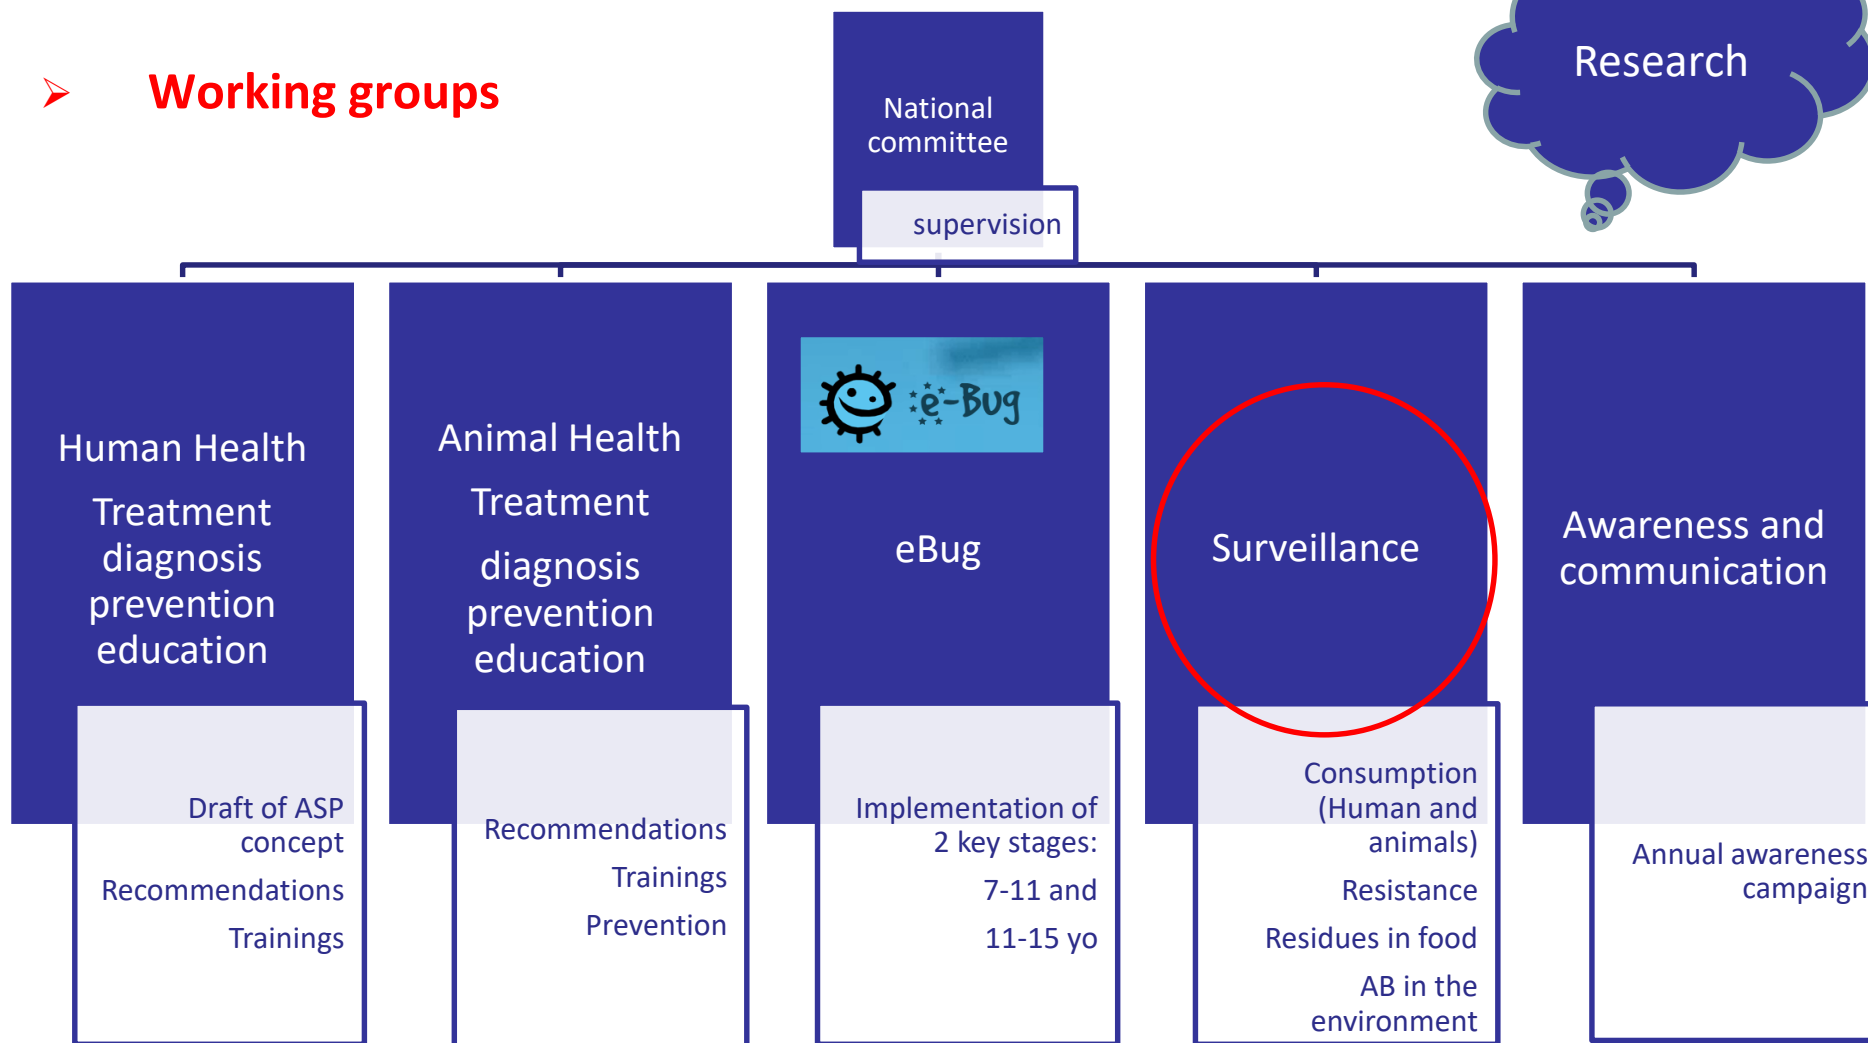 Working groups
National
committee
supervision
Research
Human Health
Treatment
diagnosis
prevention
education
Draft of ASP
concept
Recommendations
Trainings
Animal Health
Treatment
diagnosis
prevention
education
Recommendations
Trainings
Prevention
e-Bug
eBug
Implementation of
2 key stages:
7-11 and
11-15 yo
Surveillance
Consumption
(Human and
animals)
Resistance
Residues in food
AB in the
environment
Awareness and
communication
Annual awareness
campaign